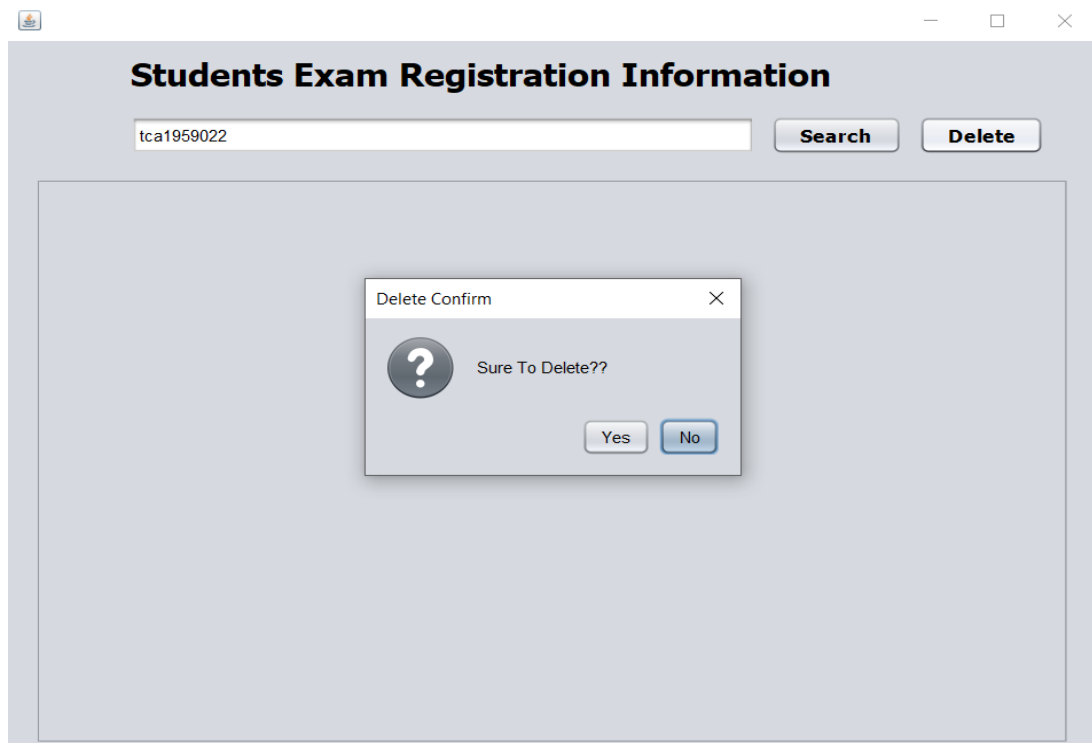 Students Exam Registration Information
tca1959022 Search Delete
Delete Confirm
Sure To Delete??
Yes No